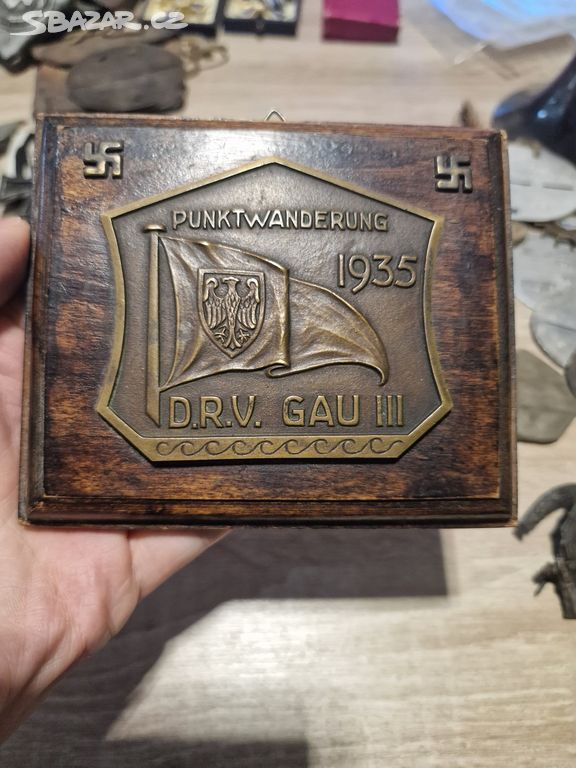 SBAZAR.CZ
PUNKTWANDERUNG
1935
D.R.V. GAU III